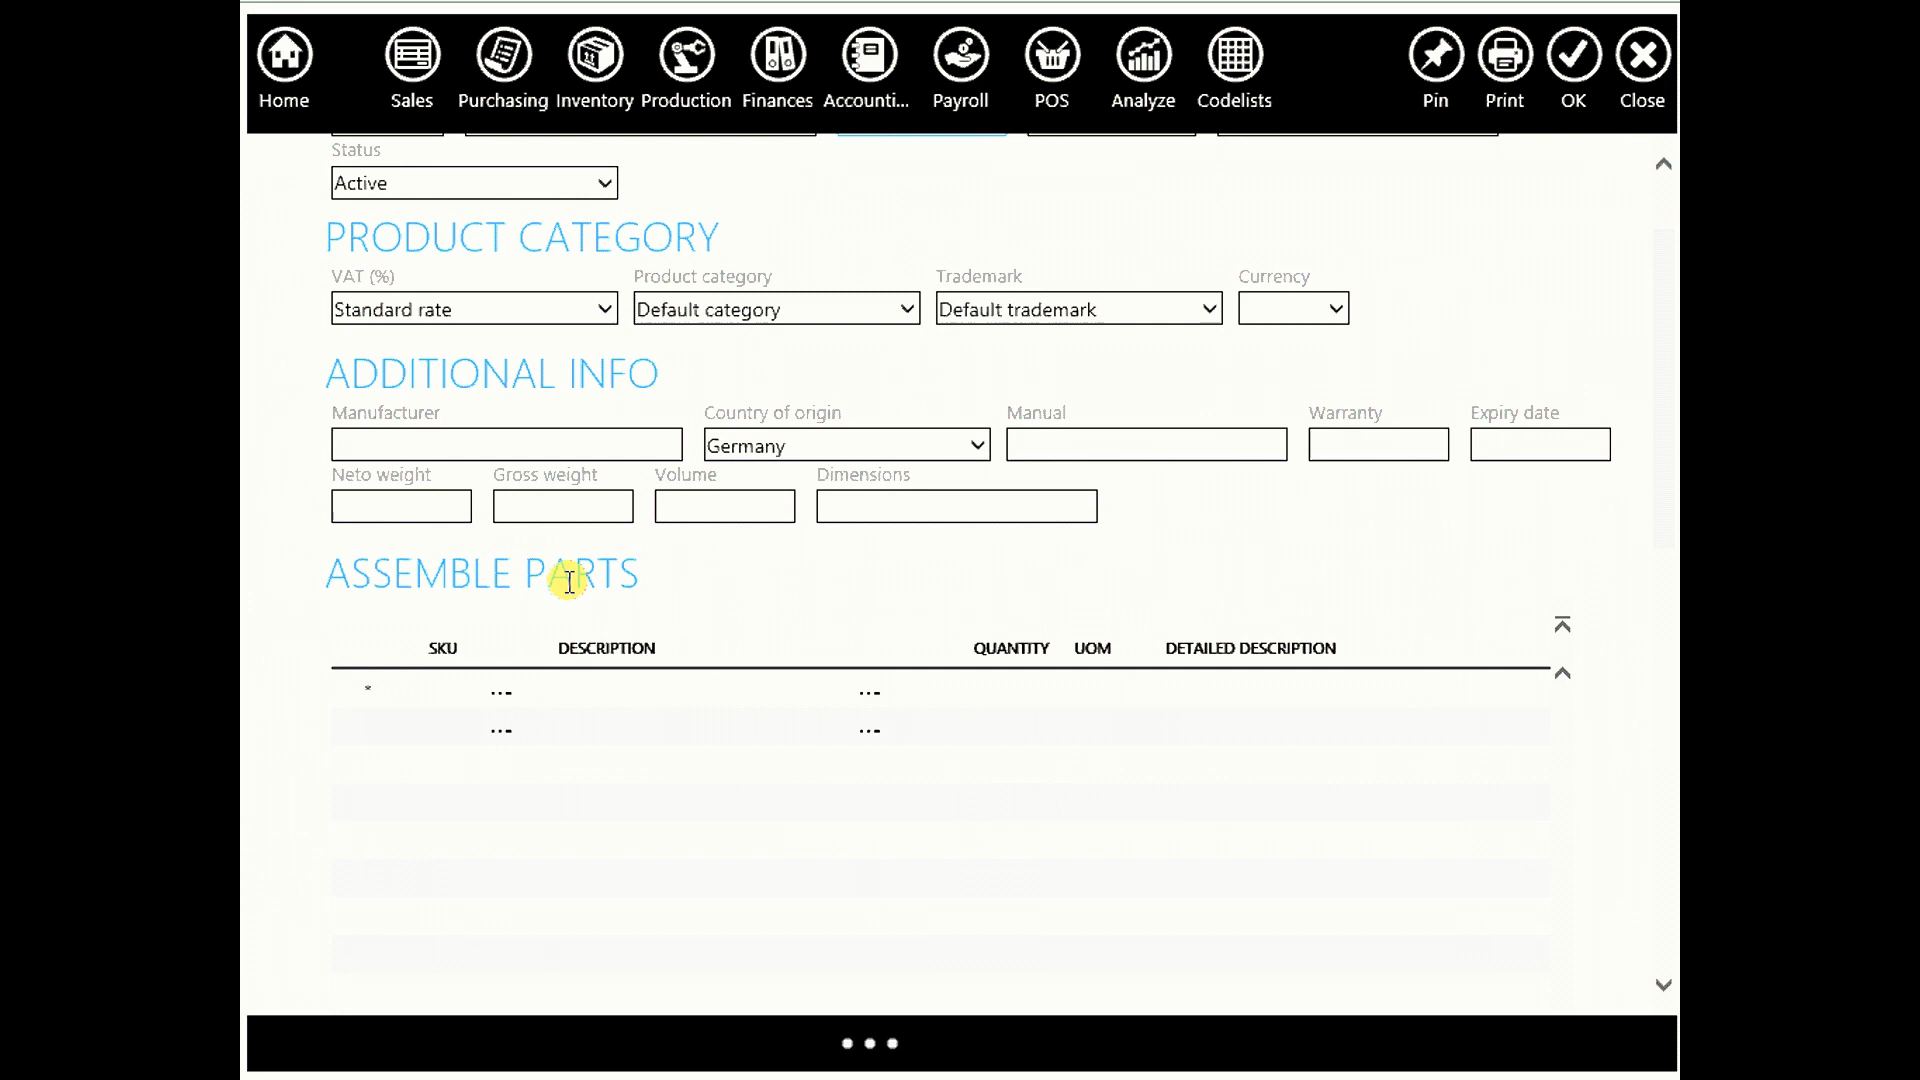 Home Sales Purchasing Inventory Production Finances Accounti... Payroll POS Analyze Codelists Pin Print OK Close
Status
Active
PRODUCT CATEGORY
VAT (%) Product category Trademark Currency
Standard rate Default category Default trademark
ADDITIONAL INFO
Manufacturer Country of origin Manual Warranty Expiry date
Germany
Neto weight Gross weight Volume Dimensions
ASSEMBLE PARTS
SKU DESCRIPTION QUANTITY UOM DETAILED DESCRIPTION
* ... ...
... ...